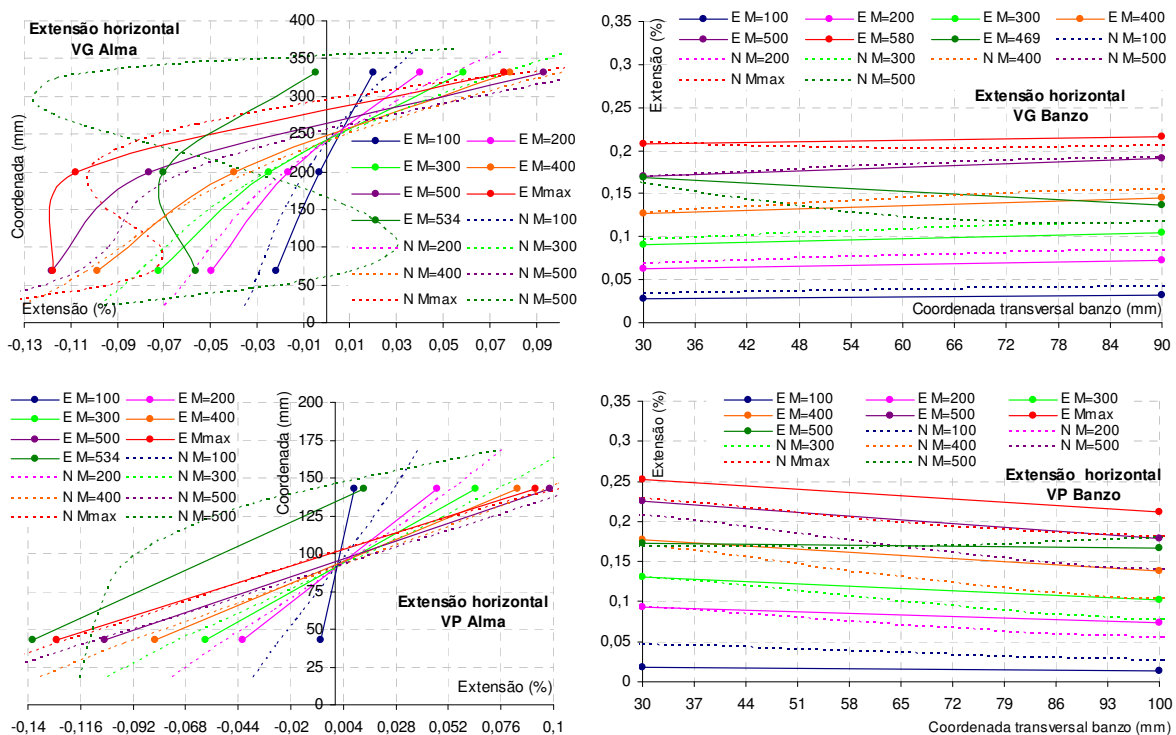 Extensão horizontal
VG Alma
Coordenada (mm)
400
350
300
250
200
150
100
50
0
E M=100 E M=200
E M=300 E M=400
E M=500 E Mmax
E M=534 N M=100
N M=200 N M=300
N M=400 N M=500
N Mmax N M=500
Extensão (%)
-0,13 -0,11 -0,09 -0,07 -0,05 -0,03 -0,01 0,01 0,03 0,05 0,07 0,09
E M=100 E M=200 E M=300 E M=400
E M=500 E M=580 E M=469 N M=100
N M=200 N M=300 N M=400 N M=500
N Mmax N M=500
Extensão (%)
Extensão horizontal
VG Banzo
0,35
0,3
0,25
0,2
0,15
0,1
0,05
0
Coordenada transversal banzo (mm)
30 36 42 48 54 60 66 72 78 84 90
E M=100 E M=200
E M=300 E M=400
E M=500 E Mmax
E M=534 N M=100
N M=200 N M=300
N M=400 N M=500
N Mmax N M=500
Coordenada (mm)
200
175
150
125
100
75
50
25
0
Extensão horizontal
VP Alma
Extensão (%)
-0,14 -0,116 -0,092 -0,068 -0,044 -0,02 0,004 0,028 0,052 0,076 0,1
E M=100 E M=200 E M=300
E M=400 E M=500 E Mmax
E M=500 N M=100 N M=200
N M=300 N M=400 N M=500
N Mmax N M=500
Extensão (%)
Extensão horizontal
VP Banzo
0,35
0,3
0,25
0,2
0,15
0,1
0,05
0
30 37 44 51 58 65 72 79 86 93 100
Coordenada transversal banzo (mm)